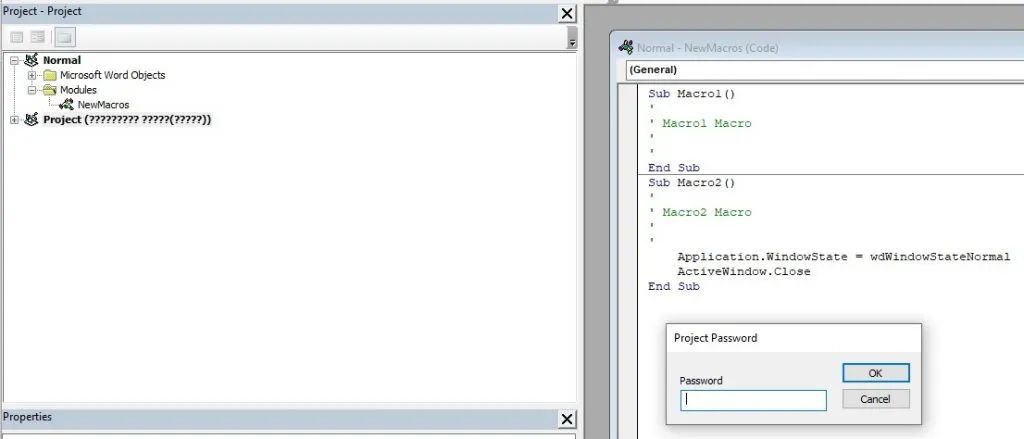 Project - Project
Normal
Microsoft Word Objects
Modules
NewMacros
Project (????????? ?????(?????))
Properties
Normal - NewMacros (Code)
(General)
Sub Macro1()
'
' Macro1 Macro
'
'
End Sub
Sub Macro2()
'
' Macro2 Macro
'
'
Application.WindowState = wdWindowStateNormal
ActiveWindow.Close
End Sub
Project Password
Password
OK
Cancel